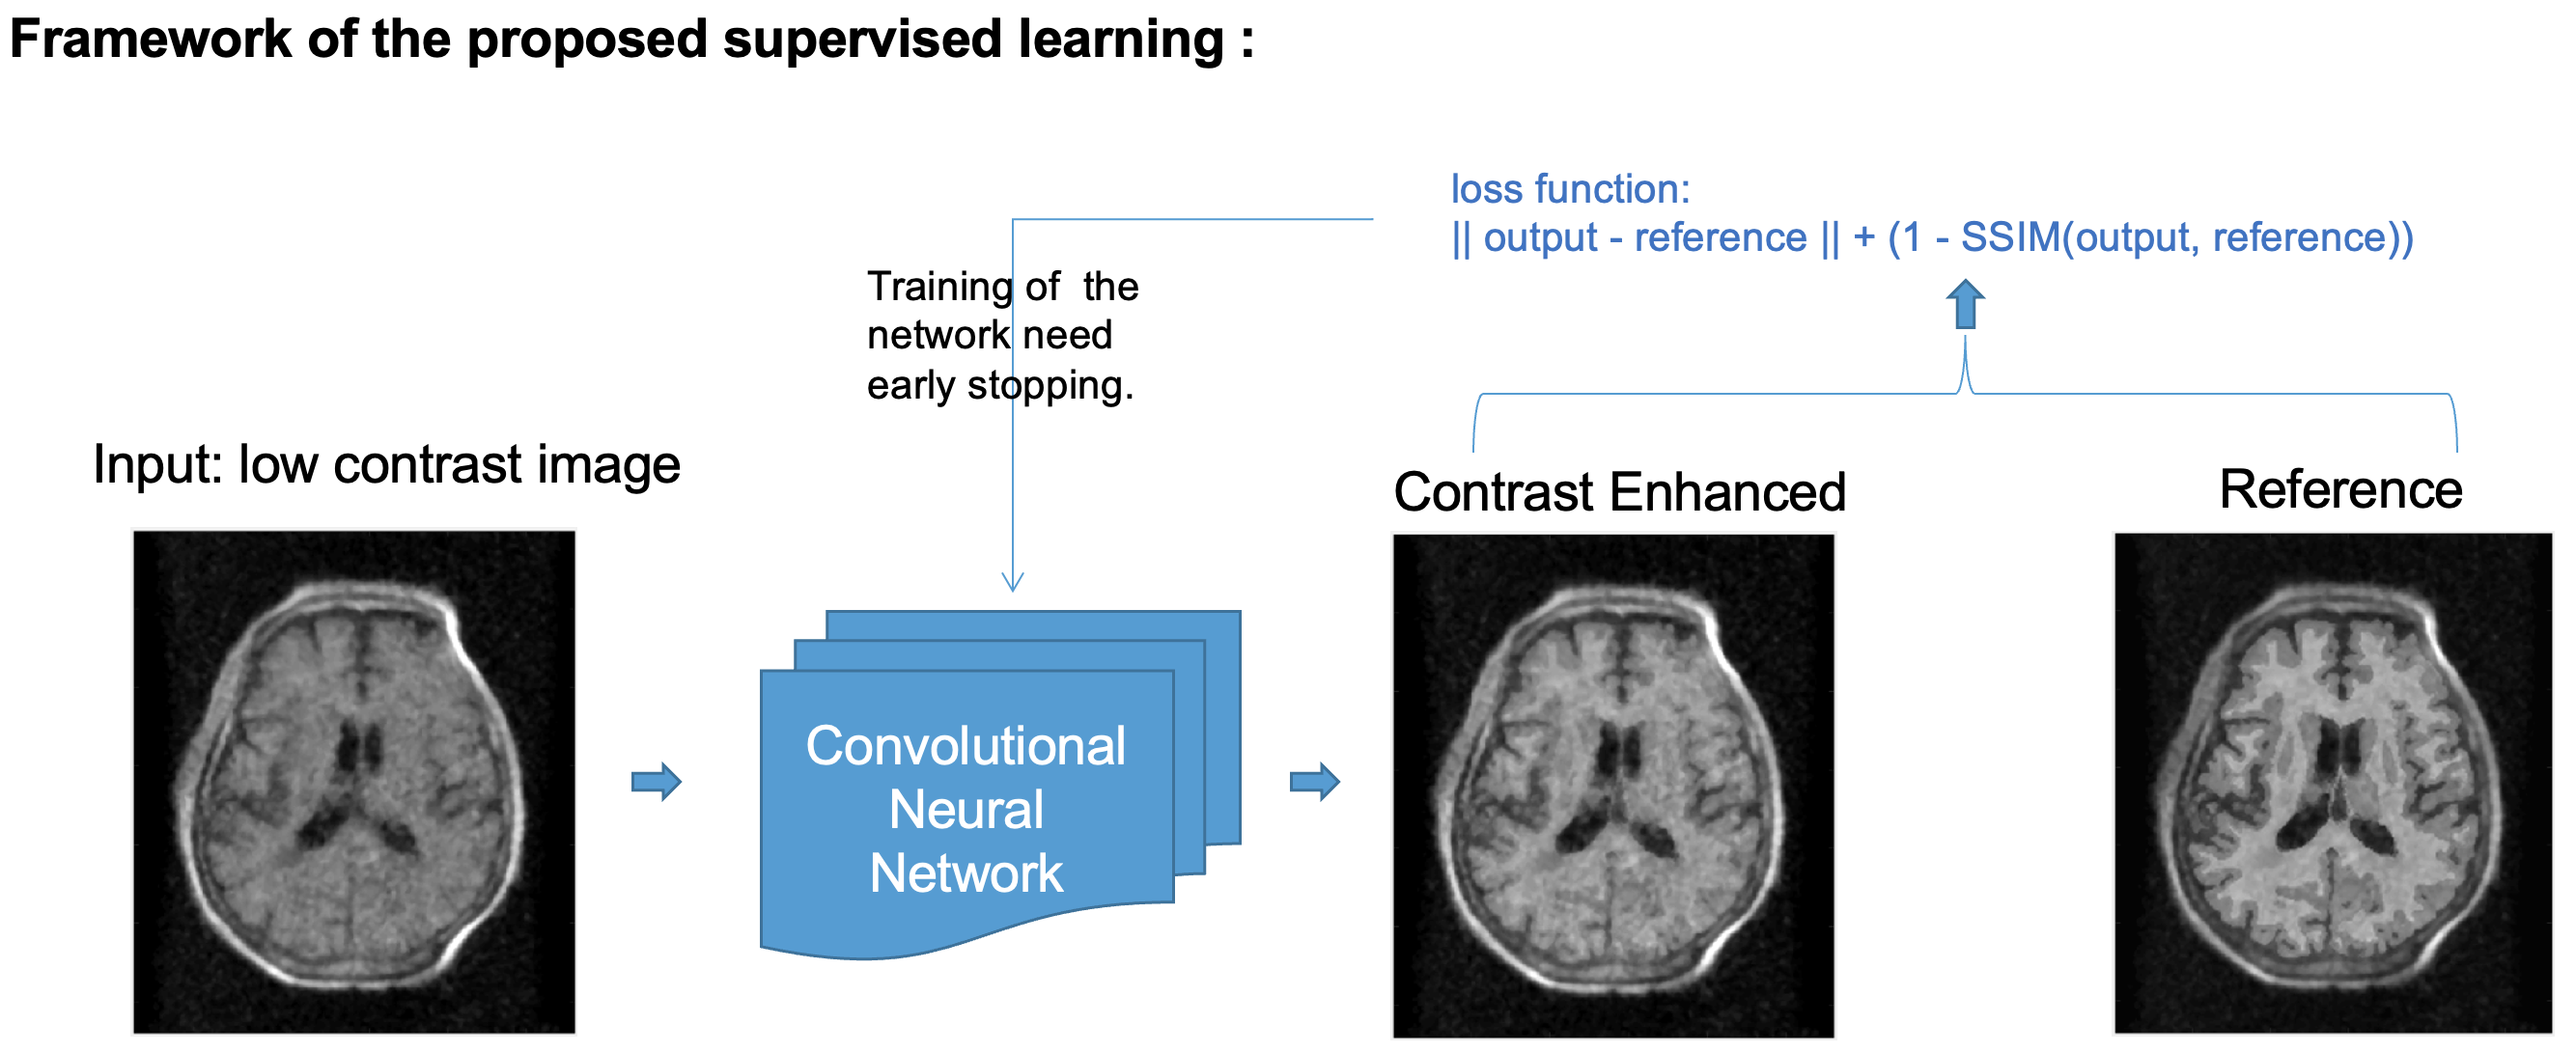 Framework of the proposed supervised learning :
loss function:
|| output - reference || + (1 - SSIM(output, reference))
Training of  the
network need
early stopping.
Input: low contrast image
Contrast Enhanced
Reference
Convolutional
Neural
Network